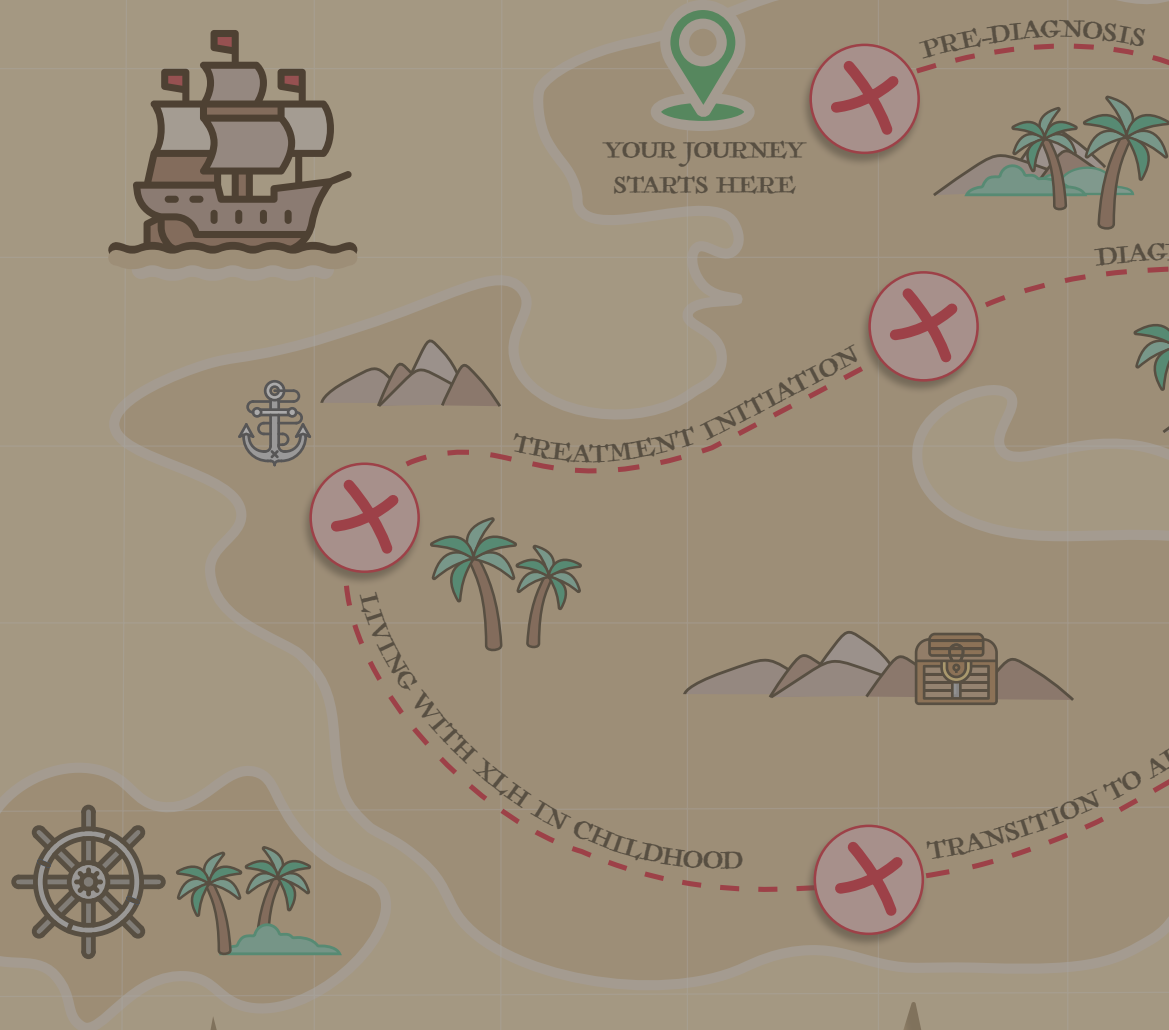 PRE-DIAGNOSIS
YOUR JOURNEY
STARTS HERE
TREATMENT INITIATION
LIVING WITH XLH IN CHILDHOOD
TRANSITION TO